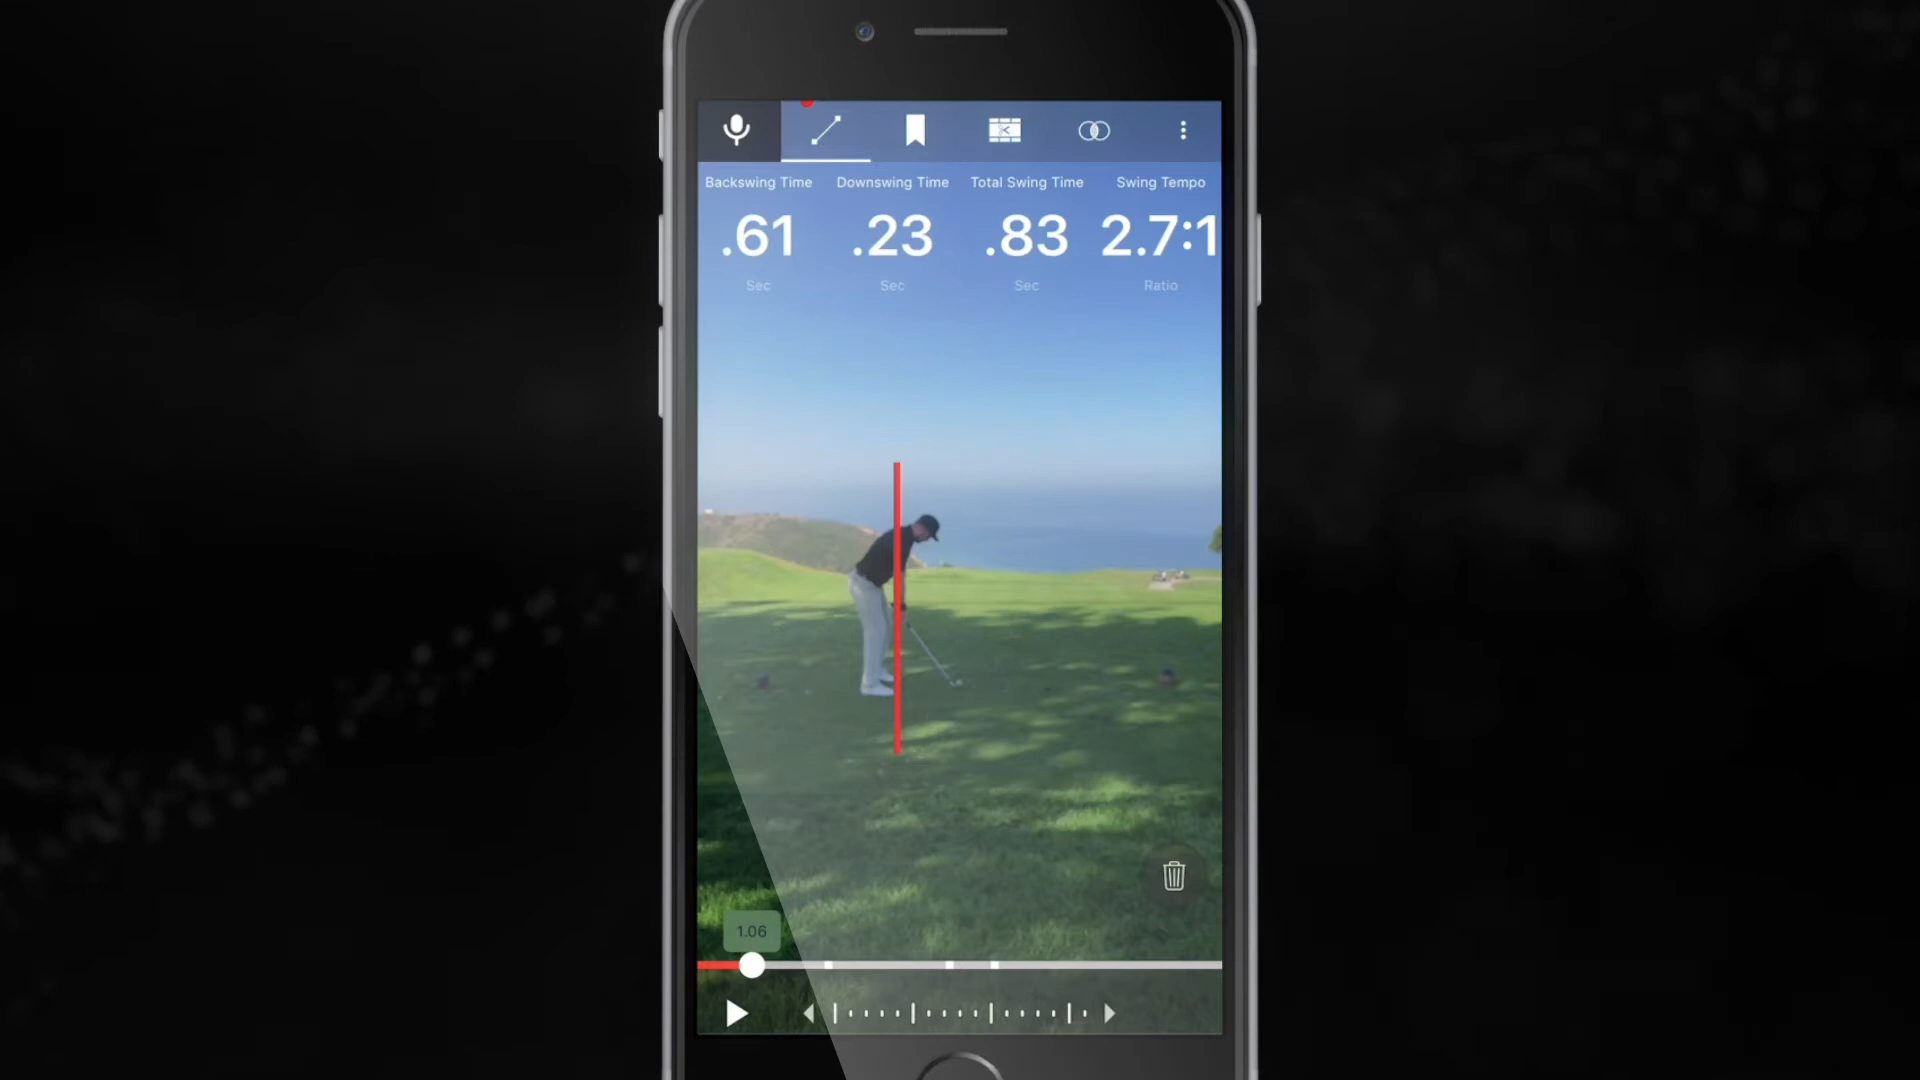 Backswing Time Downswing Time Total Swing Time Swing Tempo
.61 .23 .83 2.7:1
Sec Sec Sec Ratio
1.06